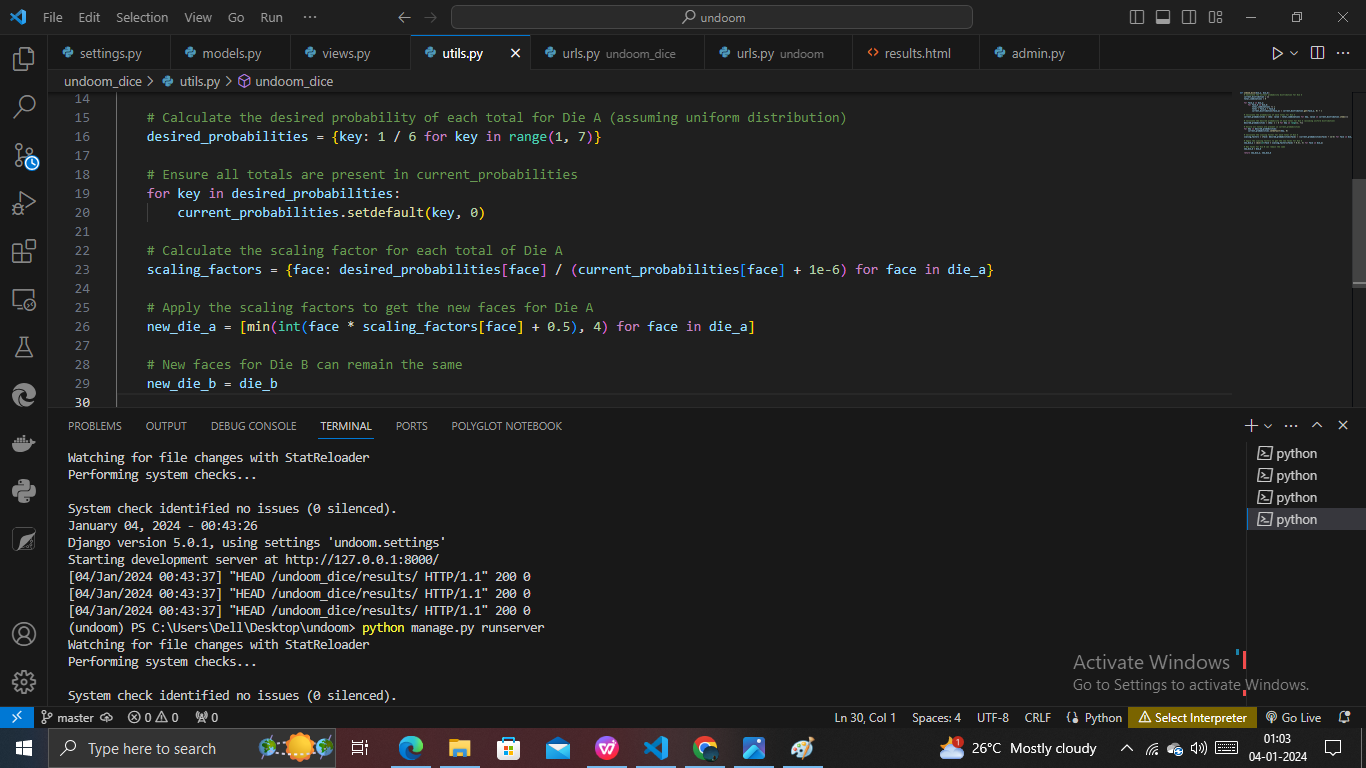 File Edit Selection View Go Run ··· undoom
settings.py models.py views.py utils.py urls.py undoom_dice urls.py undoom results.html admin.py
undoom_dice > utils.py > undoom_dice
14
15 # Calculate the desired probability of each total for Die A (assuming uniform distribution)
16 desired_probabilities = {key: 1 / 6 for key in range(1, 7)}
17
18 # Ensure all totals are present in current_probabilities
19 for key in desired_probabilities:
20 current_probabilities.setdefault(key, 0)
21
22 # Calculate the scaling factor for each total of Die A
23 scaling_factors = {face: desired_probabilities[face] / (current_probabilities[face] + 1e-6) for face in die_a}
24
25 # Apply the scaling factors to get the new faces for Die A
26 new_die_a = [min(int(face * scaling_factors[face] + 0.5), 4) for face in die_a]
27
28 # New faces for Die B can remain the same
29 new_die_b = die_b
30
PROBLEMS OUTPUT DEBUG CONSOLE TERMINAL PORTS POLYGLOT NOTEBOOK
Watching for file changes with StatReloader
Performing system checks...
System check identified no issues (0 silenced).
January 04, 2024 - 00:43:26
Django version 5.0.1, using settings 'undoom.settings'
Starting development server at http://127.0.0.1:8000/
[04/Jan/2024 00:43:37] "HEAD /undoom_dice/results/ HTTP/1.1" 200 0
[04/Jan/2024 00:43:37] "HEAD /undoom_dice/results/ HTTP/1.1" 200 0
[04/Jan/2024 00:43:37] "HEAD /undoom_dice/results/ HTTP/1.1" 200 0
(undoom) PS C:\Users\Dell\Desktop\undoom> python manage.py runserver
Watching for file changes with StatReloader
Performing system checks...
System check identified no issues (0 silenced).
python
python
python
python
Activate Windows
Go to Settings to activate Windows.
master 0 0 0 Ln 30, Col 1 Spaces: 4 UTF-8 CRLF Python Select Interpreter Go Live
Type here to search 1 26°C Mostly cloudy 01:03
04-01-2024